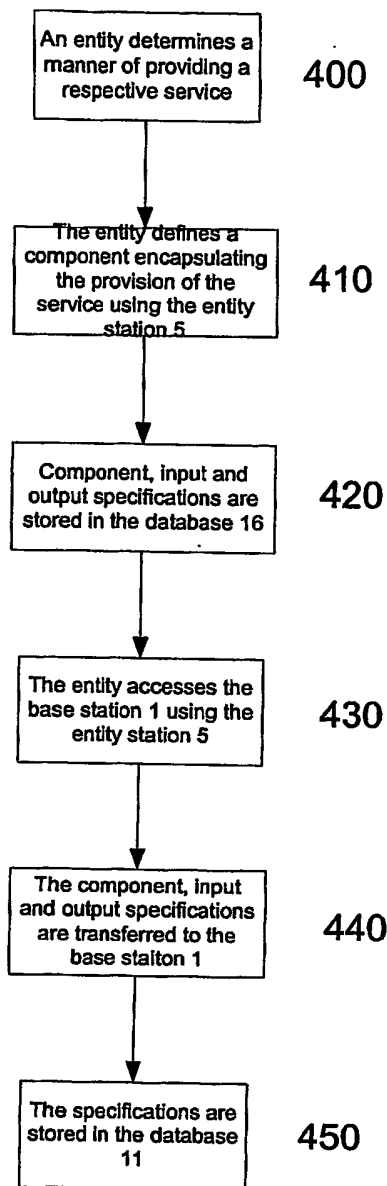 An entity determines a
manner of providing a
respective service
400
The entity defines a
component encapsulating
the provision of the
service using the entity
station 5
410
Component, input and
output specifications are
stored in the database 16
420
The entity accesses the
base station 1 using the
entity station 5
430
The component, input
and output specifications
are transferred to the
base staiton 1
440
The specifications are
stored in the database
11
450